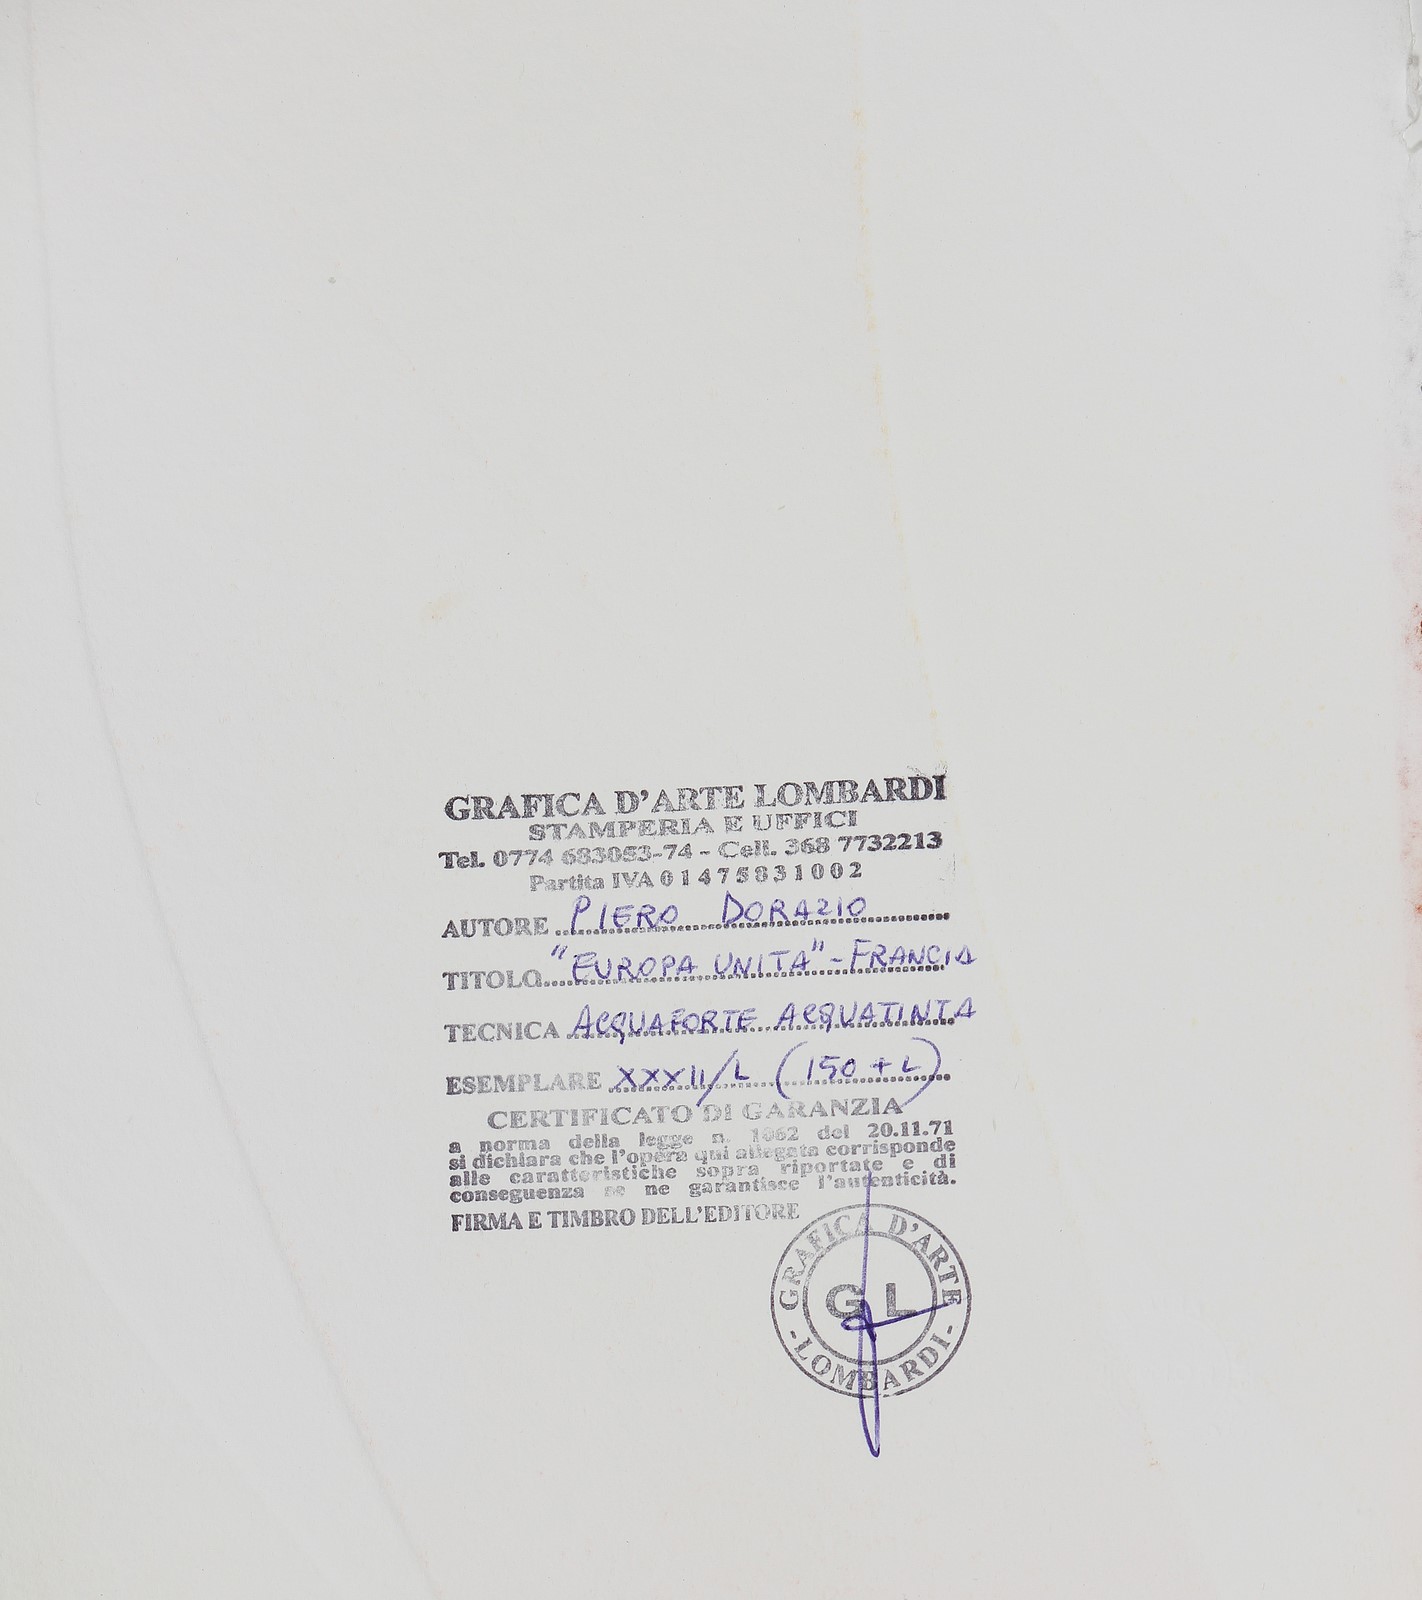 GRAFICA D'ARTE LOMBARDI
STAMPERIA E UFFICI
Tel. 0774 683053-74 - Cell. 368 7732213
Partita IVA 01475831002
AUTORE PIERO DORAZIO
TITOLO "EUROPA UNITA" - FRANCIA
TECNICA ACQUAFORTE ACQUATINTA
ESEMPLARE XXXII/L (150 + L)
CERTIFICATO DI GARANZIA
a norma della legge n. 1062 del 20.11.71
si dichiara che l'opera qui allegata corrisponde
alle caratteristiche sopra riportate e di
conseguenza se ne garantisce l'autenticità.
FIRMA E TIMBRO DELL'EDITORE
GRAFICA D'ARTE
G L
- LOMBARDI -